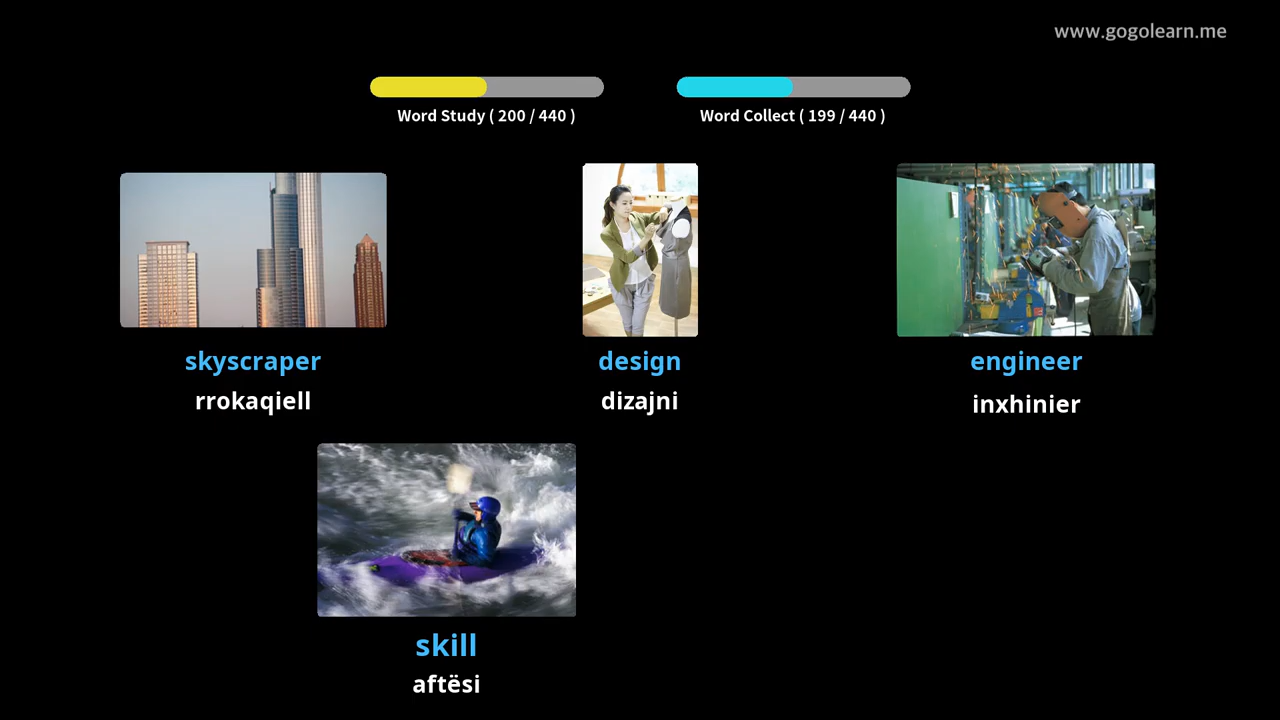 www.gogolearn.me
Word Study ( 200 / 440 )
Word Collect ( 199 / 440 )
skyscraper
rrokaqiell
design
dizajni
engineer
inxhinier
skill
aftësi